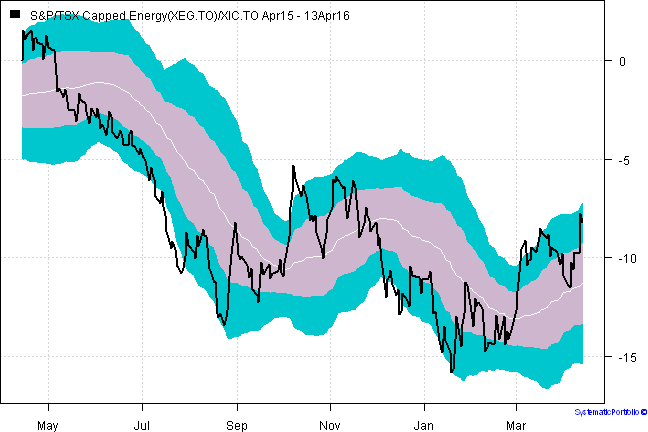 S&P/TSX Capped Energy(XEG.TO)/XIC.TO Apr15 - 13Apr16
0
-5
-10
-15
May Jul Sep Nov Jan Mar
SystematicPortfolio ©